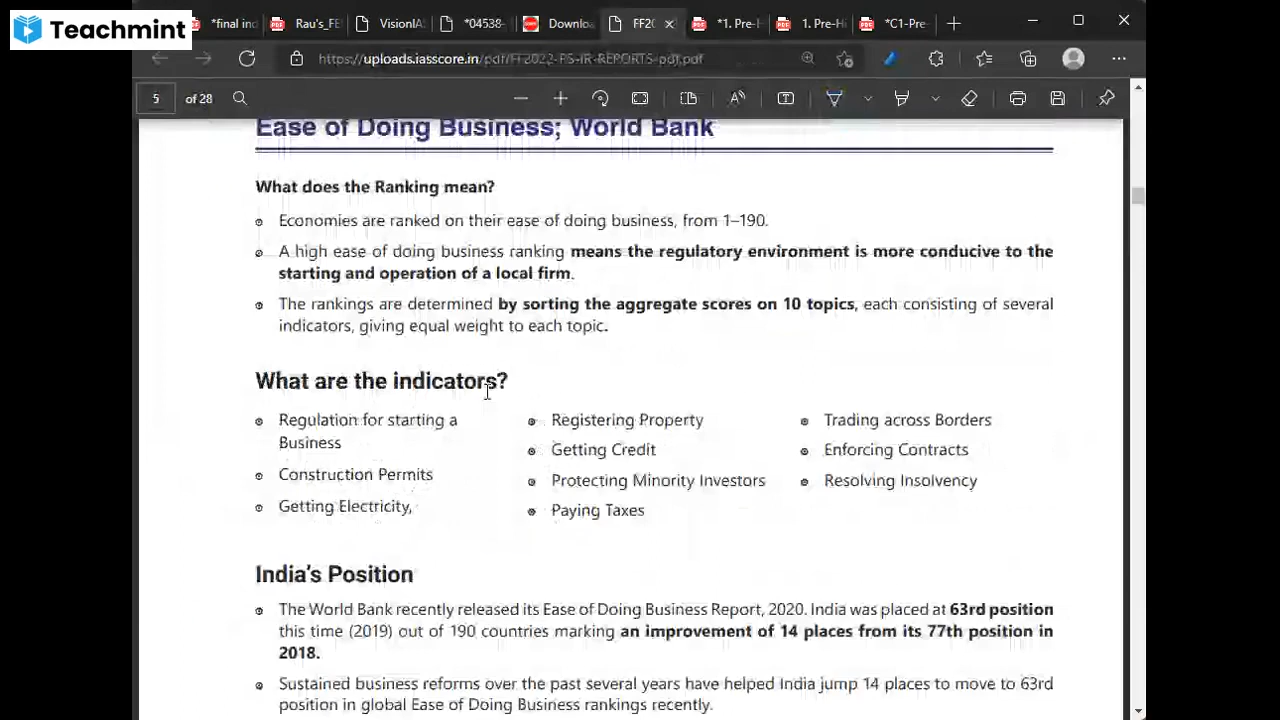 Teachmint
*final ind
Rau's_FE
VisionIA
*04538-
Downlo
FF20
*1. Pre-H
1. Pre-Hi
*C1-Pre-
https://uploads.iasscore.in/pdf/FF2022-RS-IR-REPORTS-pdf.pdf
5 of 28
Ease of Doing Business; World Bank
What does the Ranking mean?
Economies are ranked on their ease of doing business, from 1–190.
A high ease of doing business ranking means the regulatory environment is more conducive to the
starting and operation of a local firm.
The rankings are determined by sorting the aggregate scores on 10 topics, each consisting of several
indicators, giving equal weight to each topic.
What are the indicators?
Regulation for starting a
Business
Construction Permits
Getting Electricity,
Registering Property
Getting Credit
Protecting Minority Investors
Paying Taxes
Trading across Borders
Enforcing Contracts
Resolving Insolvency
India's Position
The World Bank recently released its Ease of Doing Business Report, 2020. India was placed at 63rd position
this time (2019) out of 190 countries marking an improvement of 14 places from its 77th position in
2018.
Sustained business reforms over the past several years have helped India jump 14 places to move to 63rd
position in global Ease of Doing Business rankings recently.